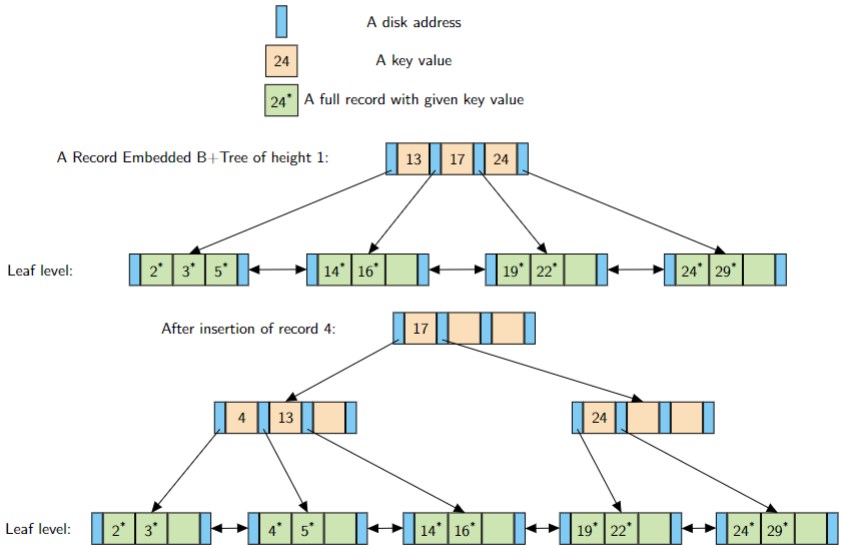 A disk address
24 A key value
24* A full record with given key value
A Record Embedded B+Tree of height 1: 13 17 24
Leaf level: 2* 3* 5* 14* 16* 19* 22* 24* 29*
After insertion of record 4: 17
4 13 24
Leaf level: 2* 3* 4* 5* 14* 16* 19* 22* 24* 29*